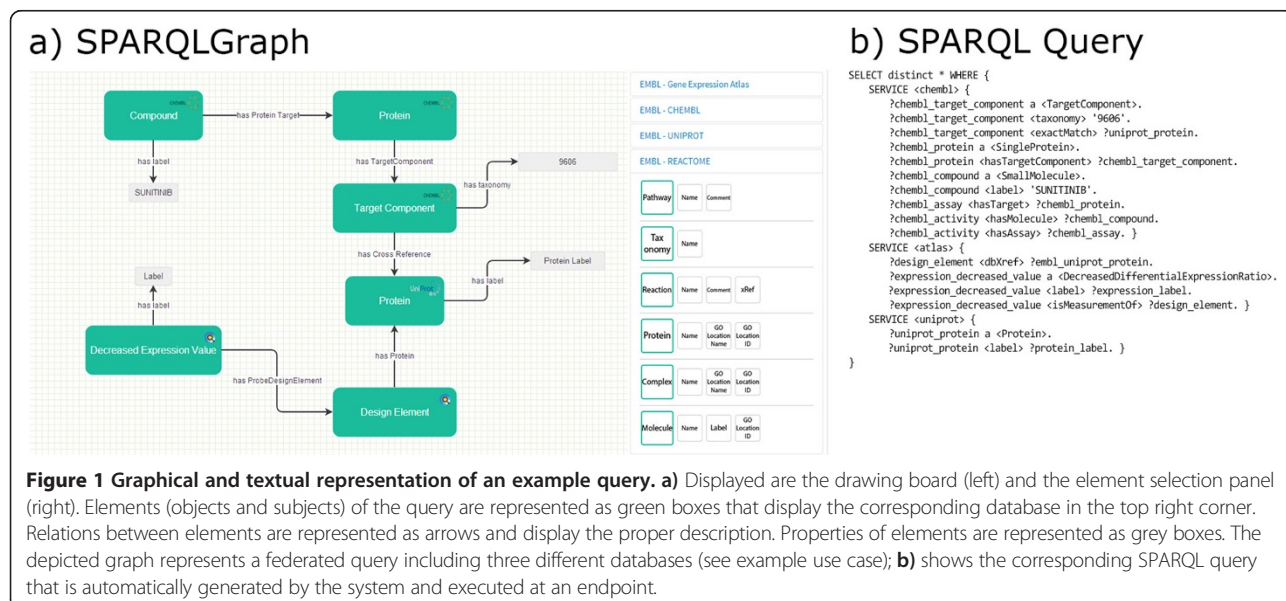 a) SPARQLGraph
b) SPARQL Query
CHEMBL
Compound
has Protein Target
CHEMBL
Protein
has label
SUNITINIB
has TargetComponent
CHEMBL
Target Component
has taxonomy
9606
has Cross Reference
UniProt
Protein
has label
Protein Label
Label
has label
Decreased Expression Value
has ProbeDesignElement
has Protein
Design Element
EMBL - Gene Expression Atlas
EMBL - CHEMBL
EMBL - UNIPROT
EMBL - REACTOME
Pathway Name Comment
Tax
onomy Name
Reaction Name Comment xRef
Protein Name GO Location Name GO Location ID
Complex Name GO Location Name GO Location ID
Molecule Name Label GO Location ID
SELECT distinct * WHERE {
SERVICE <chembl> {
?chembl_target_component a <TargetComponent>.
?chembl_target_component <taxonomy> '9606'.
?chembl_target_component <exactMatch> ?uniprot_protein.
?chembl_protein a <SingleProtein>.
?chembl_protein <hasTargetComponent> ?chembl_target_component.
?chembl_compound a <SmallMolecule>.
?chembl_compound <label> 'SUNITINIB'.
?chembl_assay <hasTarget> ?chembl_protein.
?chembl_activity <hasMolecule> ?chembl_compound.
?chembl_activity <hasAssay> ?chembl_assay. }
SERVICE <atlas> {
?design_element <dbXref> ?embl_uniprot_protein.
?expression_decreased_value a <DecreasedDifferentialExpressionRatio>.
?expression_decreased_value <label> ?expression_label.
?expression_decreased_value <isMeasurementOf> ?design_element. }
SERVICE <uniprot> {
?uniprot_protein a <Protein>.
?uniprot_protein <label> ?protein_label. }
}
Figure 1 Graphical and textual representation of an example query. a) Displayed are the drawing board (left) and the element selection panel
(right). Elements (objects and subjects) of the query are represented as green boxes that display the corresponding database in the top right corner.
Relations between elements are represented as arrows and display the proper description. Properties of elements are represented as grey boxes. The
depicted graph represents a federated query including three different databases (see example use case); b) shows the corresponding SPARQL query
that is automatically generated by the system and executed at an endpoint.